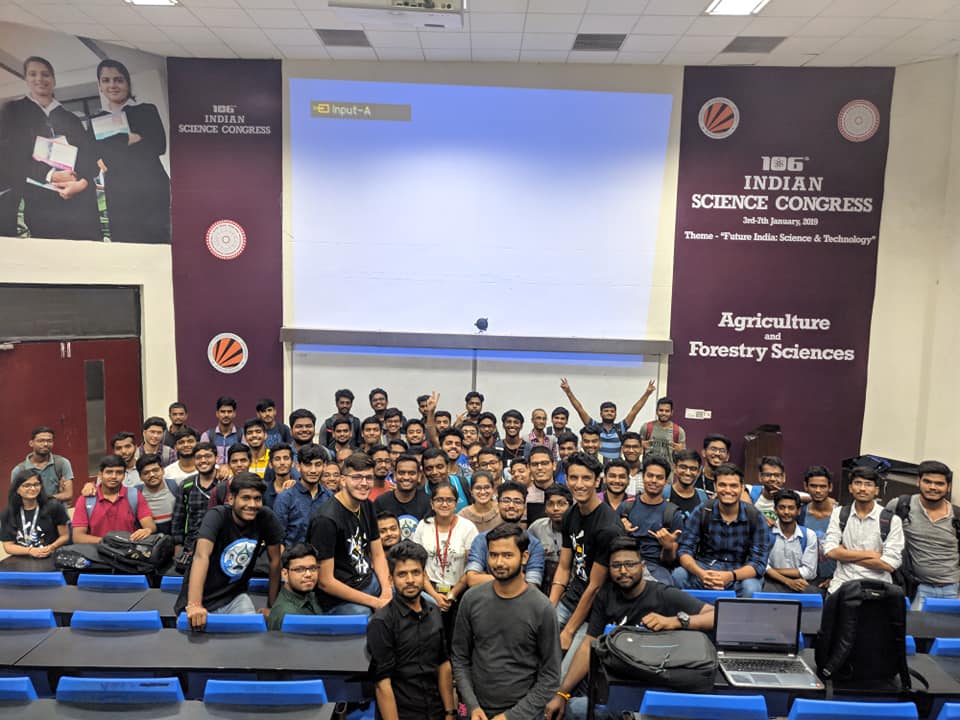 106th
INDIAN
SCIENCE CONGRESS
Input-A
106th
INDIAN
SCIENCE CONGRESS
3rd-7th January, 2019
Theme - "Future India: Science & Technology"
Agriculture
and
Forestry Sciences